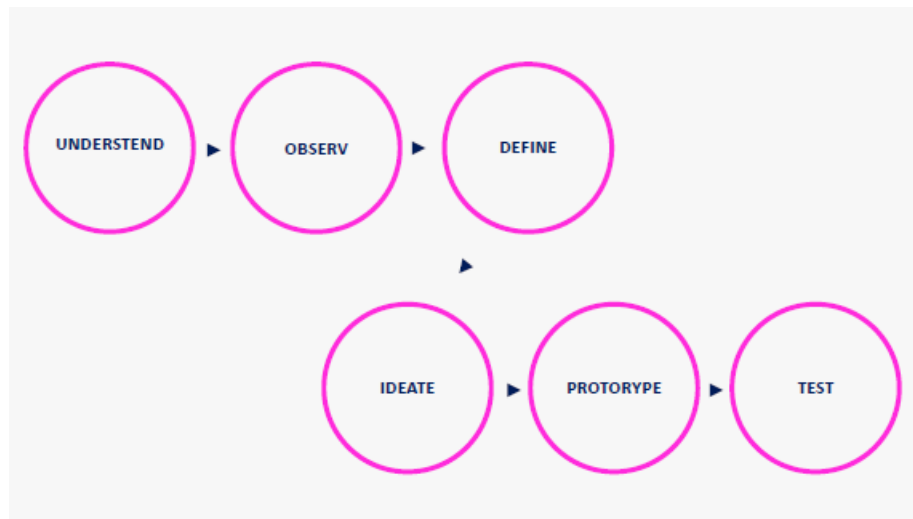 UNDERSTEND
OBSERV
DEFINE
IDEATE
PROTORYPE
TEST